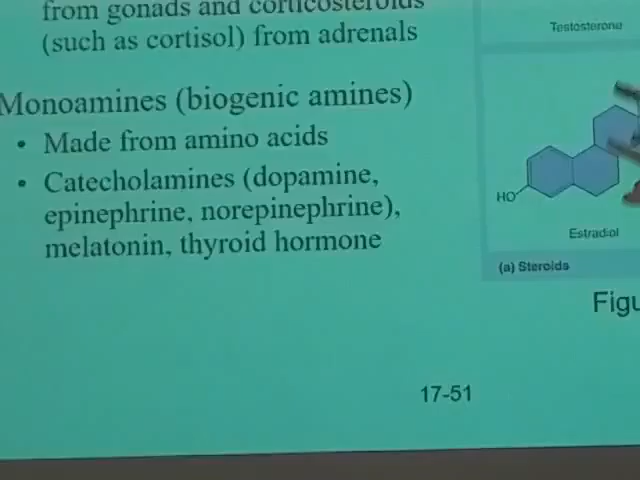 from gonads and corticosteroids
(such as cortisol) from adrenals
Monoamines (biogenic amines)
• Made from amino acids
• Catecholamines (dopamine,
epinephrine, norepinephrine),
melatonin, thyroid hormone
Testosterone
HO
Estradiol
(a) Steroids
17-51